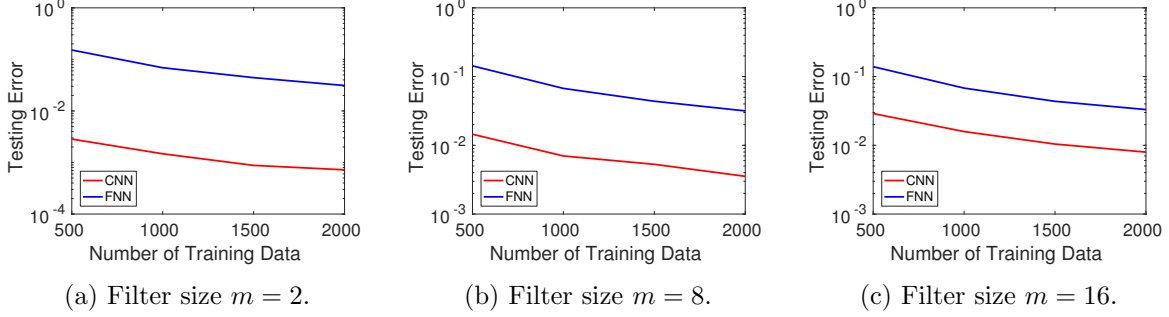 10^0
10^-2
10^-4
Testing Error
CNN
FNN
500 1000 1500 2000
Number of Training Data
(a) Filter size m = 2.
10^0
10^-1
10^-2
10^-3
Testing Error
CNN
FNN
500 1000 1500 2000
Number of Training Data
(b) Filter size m = 8.
10^0
10^-1
10^-2
10^-3
Testing Error
CNN
FNN
500 1000 1500 2000
Number of Training Data
(c) Filter size m = 16.